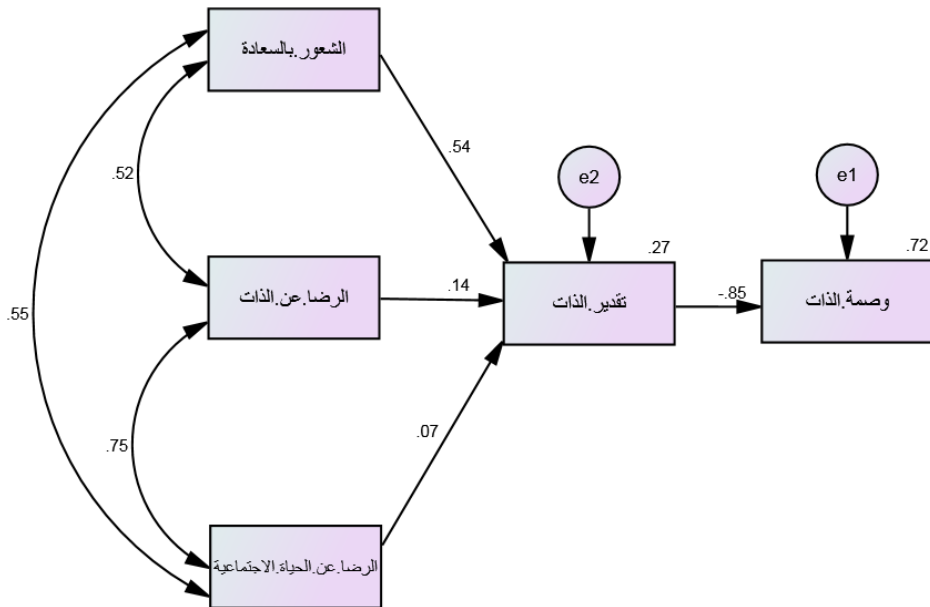 الشعور.بالسعادة
.54
.52
e2
e1
.27
.72
الرضا.عن.الذات
.14
تقدير.الذات
-.85
وصمة.الذات
.55
.75
.07
الرضا.عن.الحياة.الاجتماعية